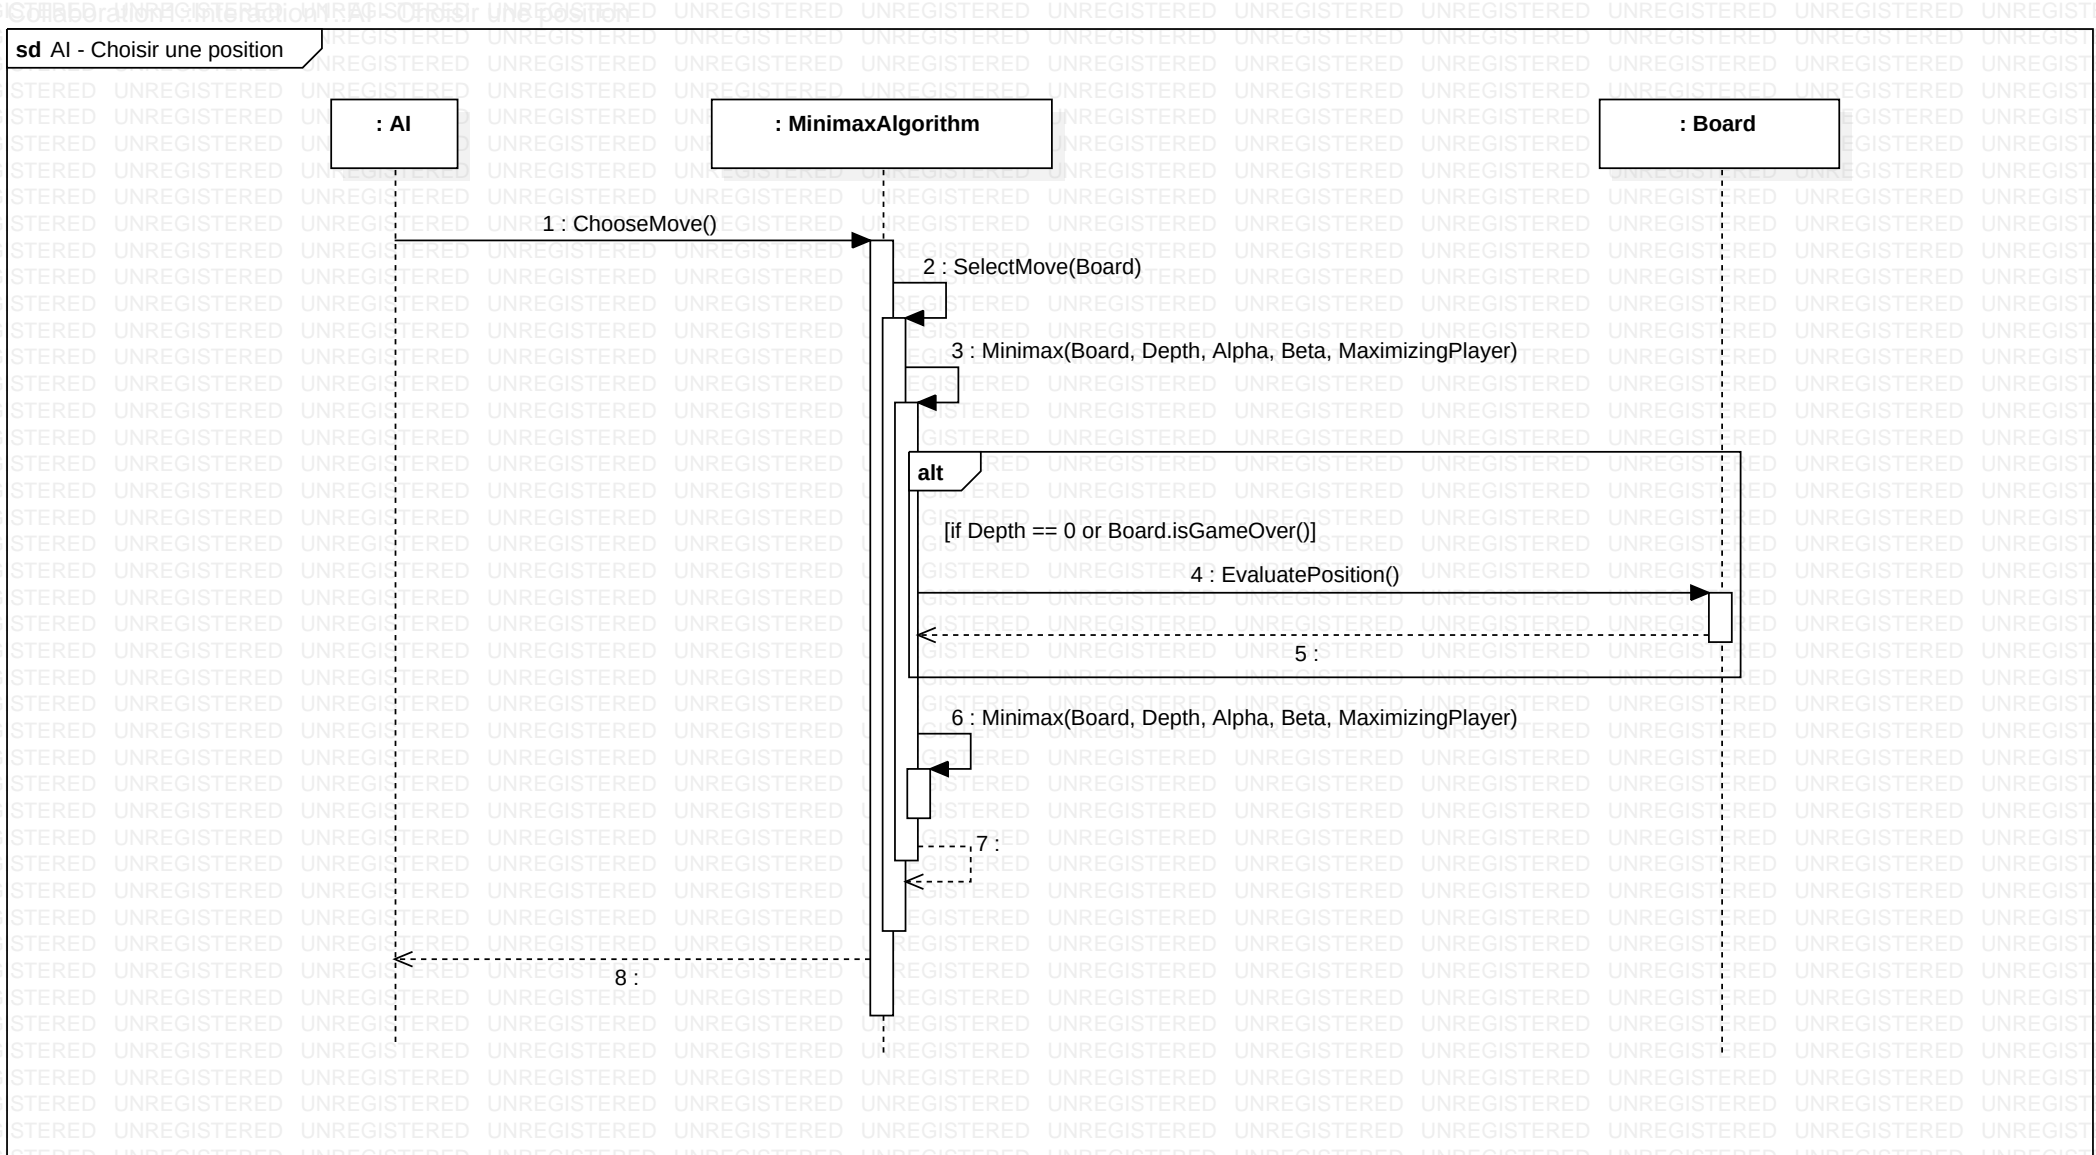 sd AI - Choisir une position
: AI
: MinimaxAlgorithm
: Board
1 : ChooseMove()
2 : SelectMove(Board)
3 : Minimax(Board, Depth, Alpha, Beta, MaximizingPlayer)
alt
[if Depth == 0 or Board.isGameOver()]
4 : EvaluatePosition()
5 :
6 : Minimax(Board, Depth, Alpha, Beta, MaximizingPlayer)
7 :
8 :